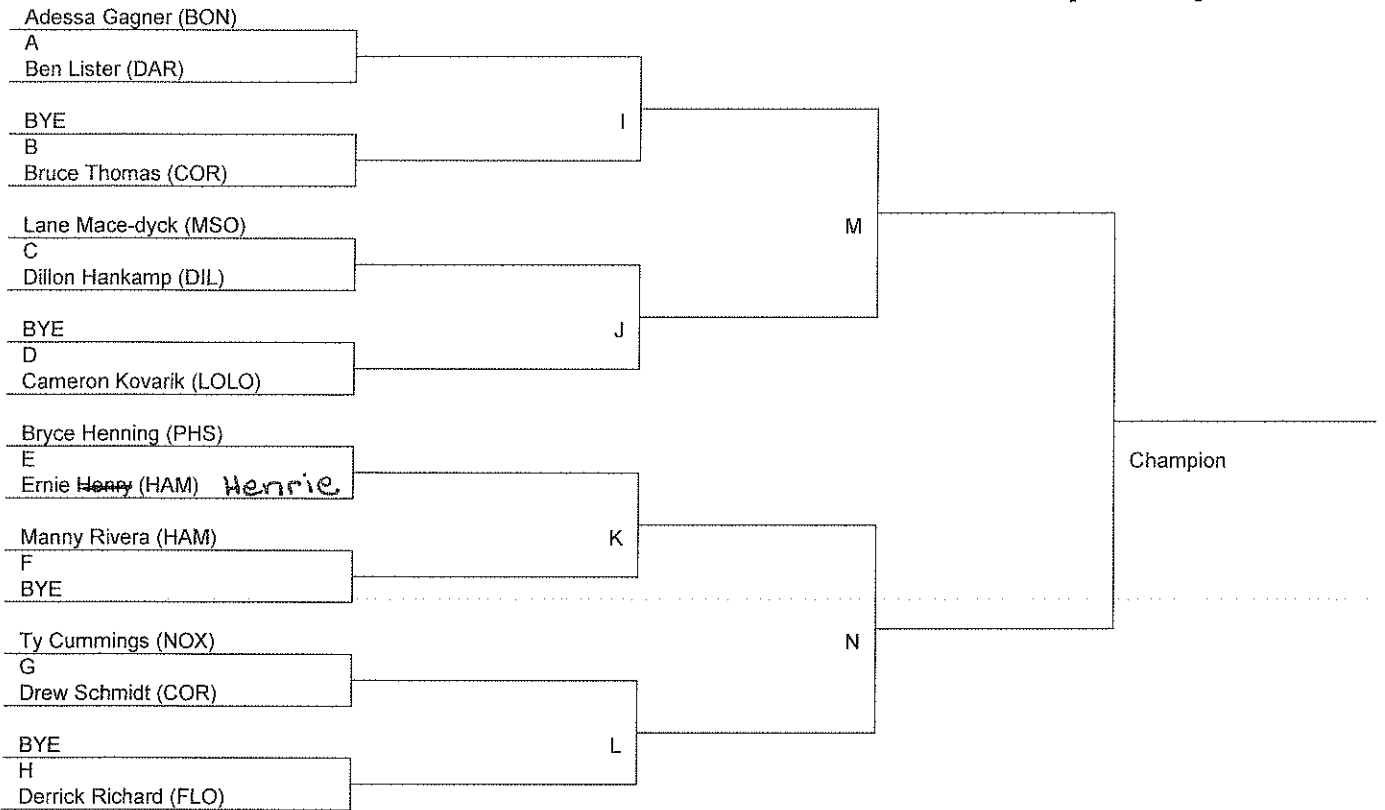 Adessa Gagner (BON)
A
Ben Lister (DAR)
BYE
B
Bruce Thomas (COR)
I
Lane Mace-dyck (MSO)
C
Dillon Hankamp (DIL)
M
BYE
D
Cameron Kovarik (LOLO)
J
Bryce Henning (PHS)
E
Ernie Henry (HAM) Henrie
Champion
Manny Rivera (HAM)
F
BYE
K
Ty Cummings (NOX)
G
Drew Schmidt (COR)
N
BYE
H
Derrick Richard (FLO)
L